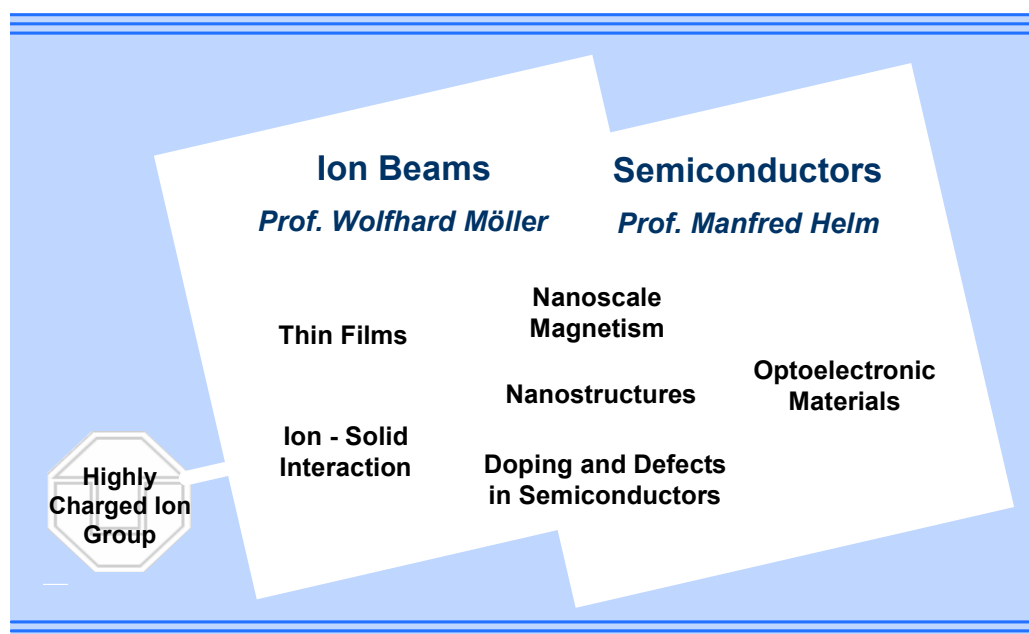 Ion Beams
Prof. Wolfhard Möller
Semiconductors
Prof. Manfred Helm
Thin Films
Ion - Solid
Interaction
Nanoscale
Magnetism
Nanostructures
Doping and Defects
in Semiconductors
Optoelectronic
Materials
Highly
Charged Ion
Group